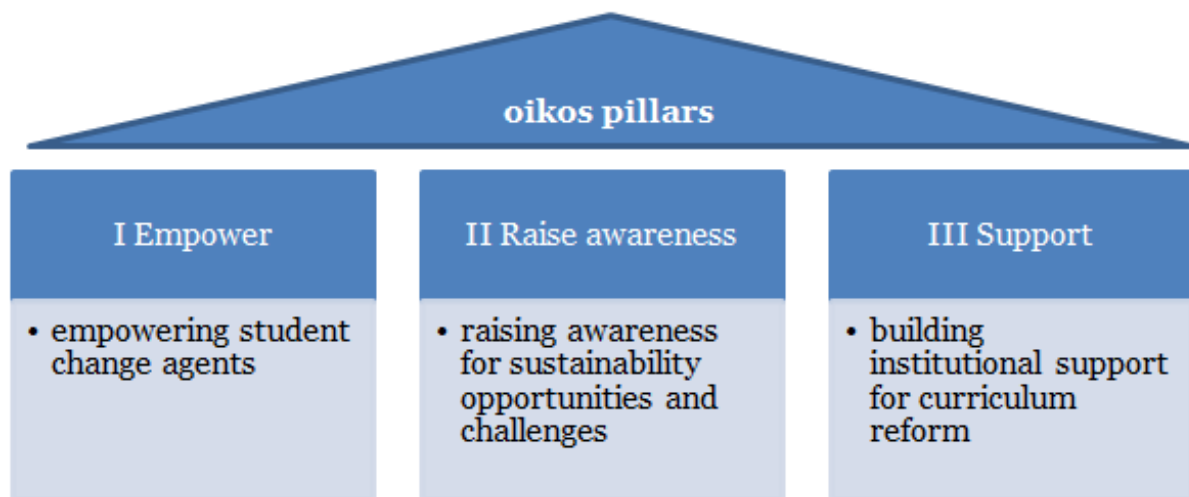 oikos pillars
I Empower
• empowering student
change agents
II Raise awareness
• raising awareness
for sustainability
opportunities and
challenges
III Support
• building
institutional support
for curriculum
reform